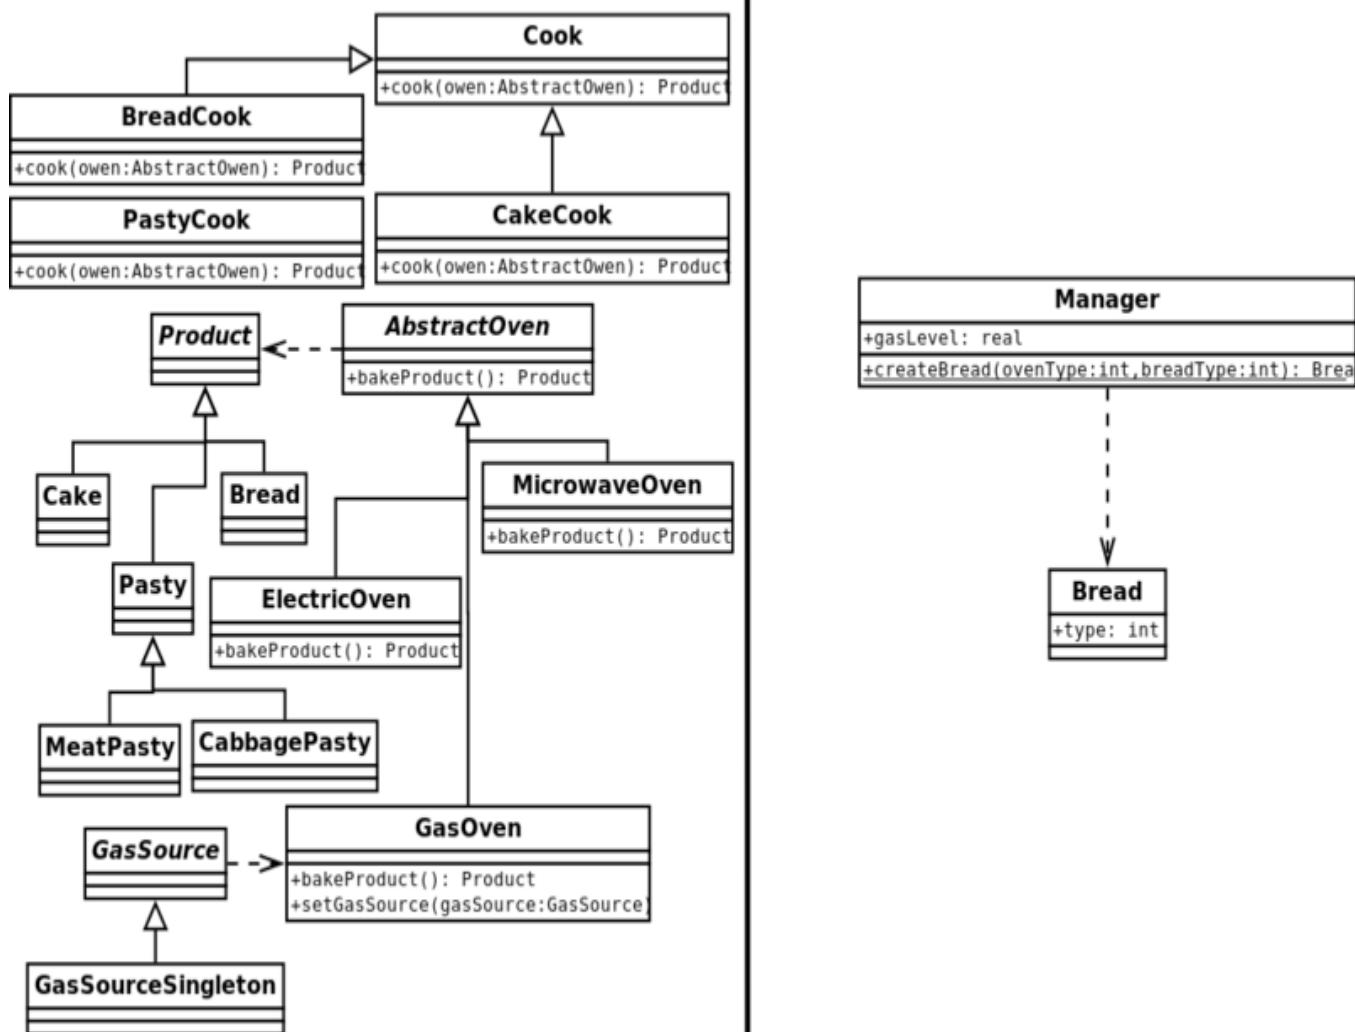 Cook
+cook(owen:AbstractOwen): Product
BreadCook
+cook(owen:AbstractOwen): Product
PastyCook
+cook(owen:AbstractOwen): Product
CakeCook
+cook(owen:AbstractOwen): Product
Product
AbstractOven
+bakeProduct(): Product
Cake
Bread
MicrowaveOven
+bakeProduct(): Product
Pasty
ElectricOven
+bakeProduct(): Product
MeatPasty
CabbagePasty
GasSource
GasOven
+bakeProduct(): Product
+setGasSource(gasSource:GasSource)
GasSourceSingleton
Manager
+gasLevel: real
+createBread(ovenType:int,breadType:int): Brea
Bread
+type: int